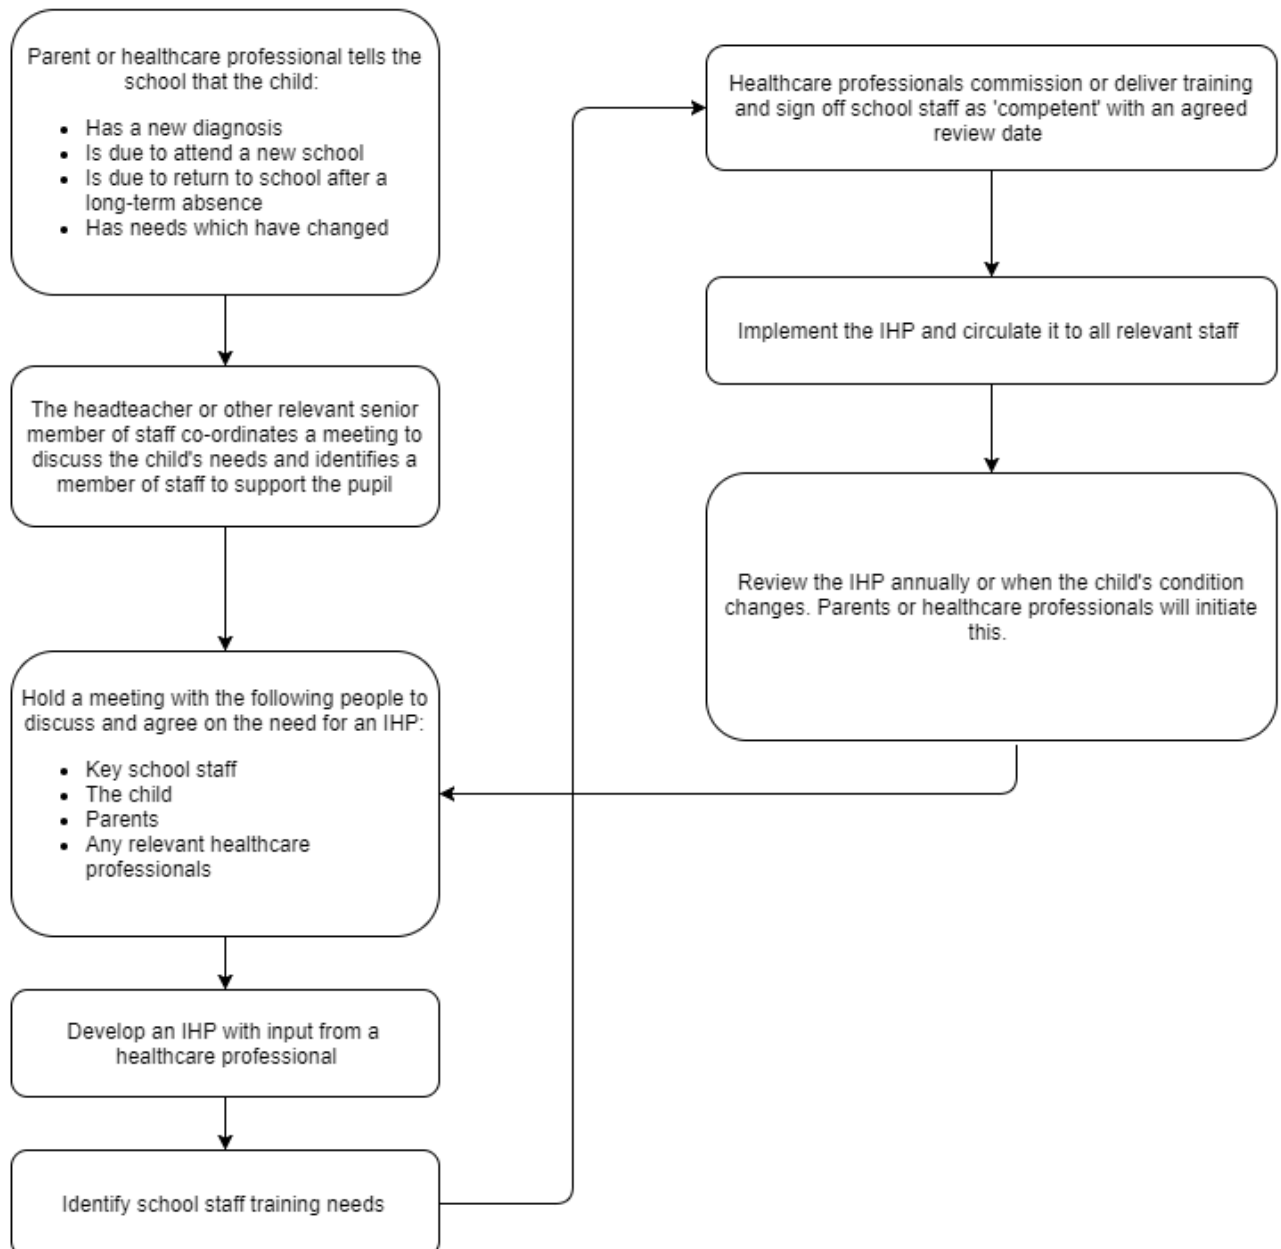 Parent or healthcare professional tells the
school that the child:
• Has a new diagnosis
• Is due to attend a new school
• Is due to return to school after a
long-term absence
• Has needs which have changed
The headteacher or other relevant senior
member of staff co-ordinates a meeting to
discuss the child's needs and identifies a
member of staff to support the pupil
Hold a meeting with the following people to
discuss and agree on the need for an IHP:
• Key school staff
• The child
• Parents
• Any relevant healthcare
professionals
Develop an IHP with input from a
healthcare professional
Identify school staff training needs
Healthcare professionals commission or deliver training
and sign off school staff as 'competent' with an agreed
review date
Implement the IHP and circulate it to all relevant staff
Review the IHP annually or when the child's condition
changes. Parents or healthcare professionals will initiate
this.